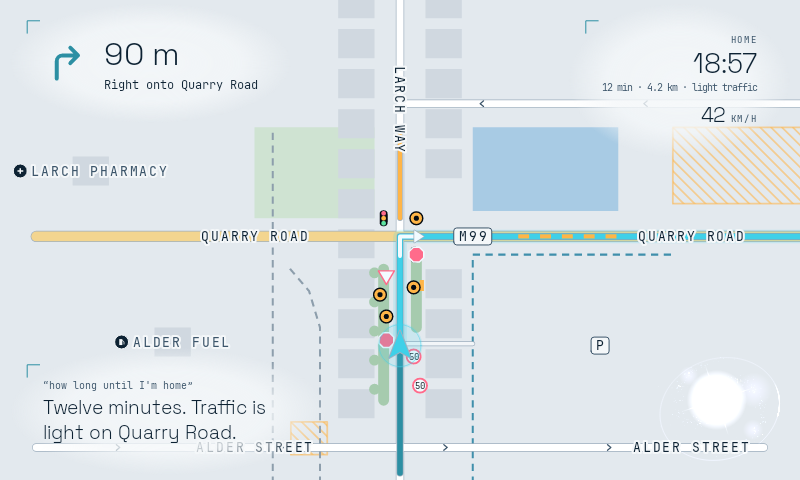 90 m
Right onto Quarry Road
HOME
18:57
12 min · 4.2 km · light traffic
42 KM/H
LARCH WAY
LARCH PHARMACY
QUARRY ROAD
M99
QUARRY ROAD
ALDER FUEL
P
50
50
"how long until I'm home"
Twelve minutes. Traffic is
light on Quarry Road.
ALDER STREET
ALDER STREET